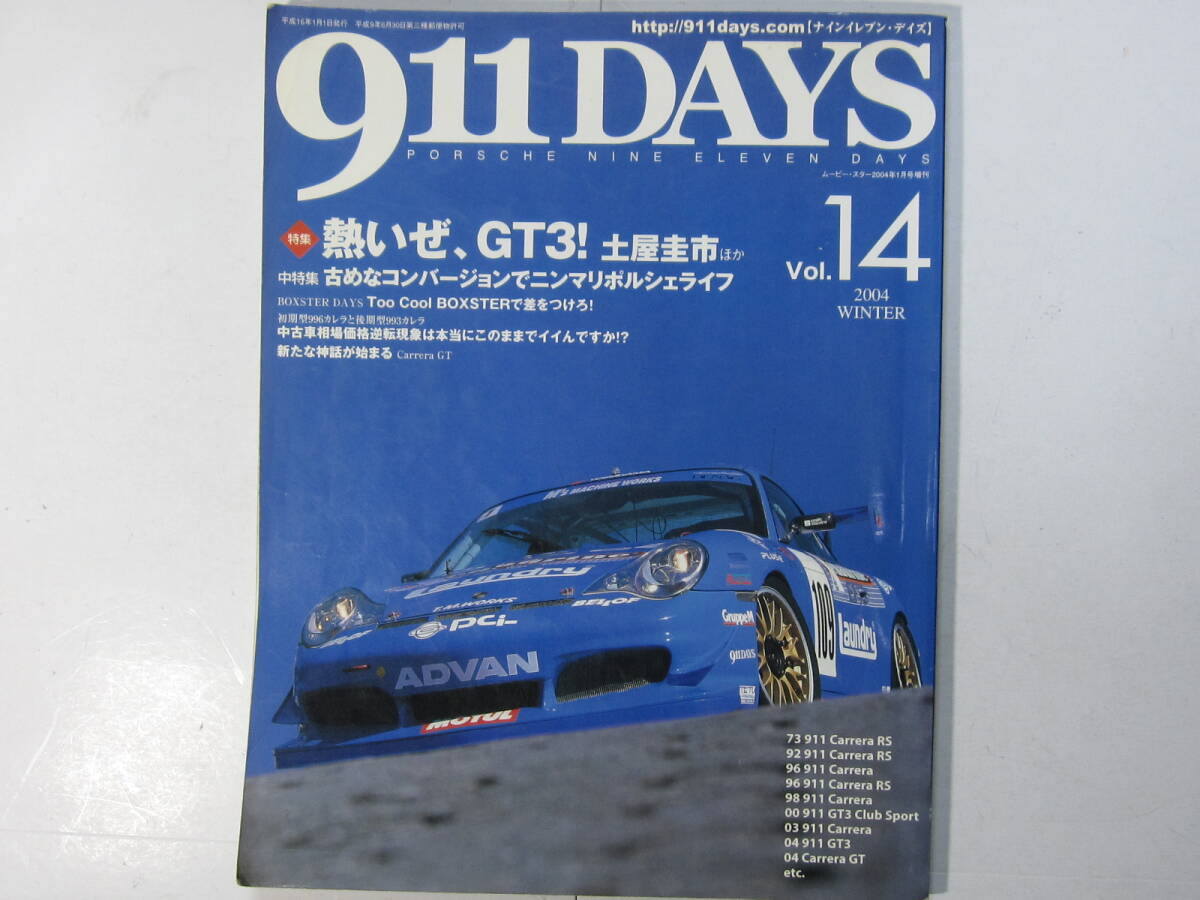 平成16年1月1日発行 平成9年6月30日第三種郵便物許可
http://911days.com【ナインイレブン・デイズ】
911DAYS
PORSCHE NINE ELEVEN DAYS
ムービー・スター2004年1月号増刊
特集 熱いぜ、GT3! 土屋圭市ほか
中特集 古めなコンバージョンでニンマリポルシェライフ
BOXSTER DAYS Too Cool BOXSTERで差をつけろ!
初期型996カレラと後期型993カレラ
中古車相場価格逆転現象は本当にこのままでイイんですか!?
新たな神話が始まる Carrera GT
Vol.14
2004
WINTER
M's MACHINE WORKS
Laundry
PLUS
T.M.WORKS
BELLOF
pci
GruppeM
109
Laundry
911DAYS
ADVAN
MOTUL
73 911 Carrera RS
92 911 Carrera RS
96 911 Carrera
96 911 Carrera RS
98 911 Carrera
00 911 GT3 Club Sport
03 911 Carrera
04 911 GT3
04 Carrera GT
etc.